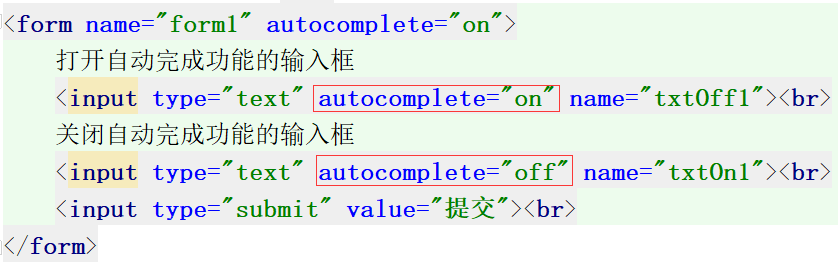 <form name="form1" autocomplete="on">
打开自动完成功能的输入框
<input type="text" autocomplete="on" name="txtOff1"><br>
关闭自动完成功能的输入框
<input type="text" autocomplete="off" name="txtOn1"><br>
<input type="submit" value="提交"><br>
</form>